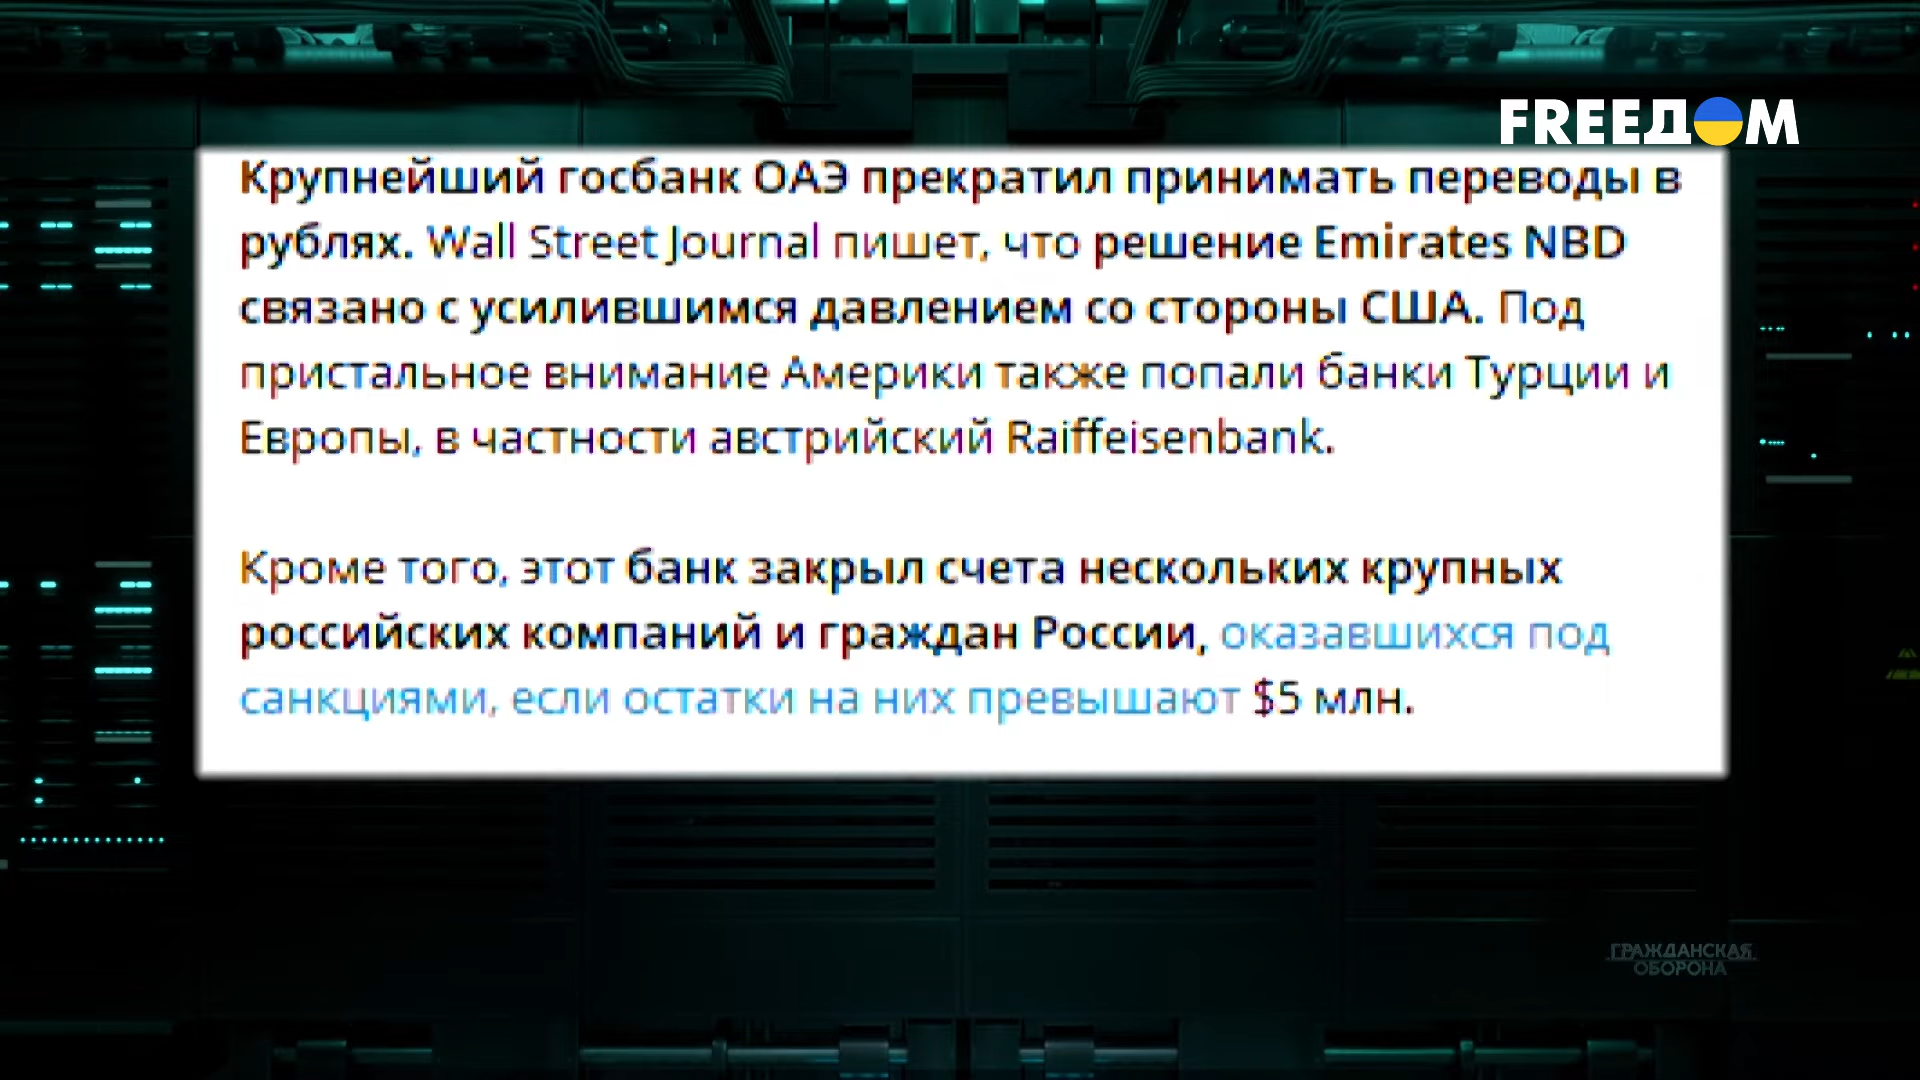 FREEДОM
Крупнейший госбанк ОАЭ прекратил принимать переводы в
рублях. Wall Street Journal пишет, что решение Emirates NBD
связано с усилившимся давлением со стороны США. Под
пристальное внимание Америки также попали банки Турции и
Европы, в частности австрийский Raiffeisenbank.
Кроме того, этот банк закрыл счета нескольких крупных
российских компаний и граждан России, оказавшихся под
санкциями, если остатки на них превышают $5 млн.
ГРАЖДАНСКАЯ
ОБОРОНА